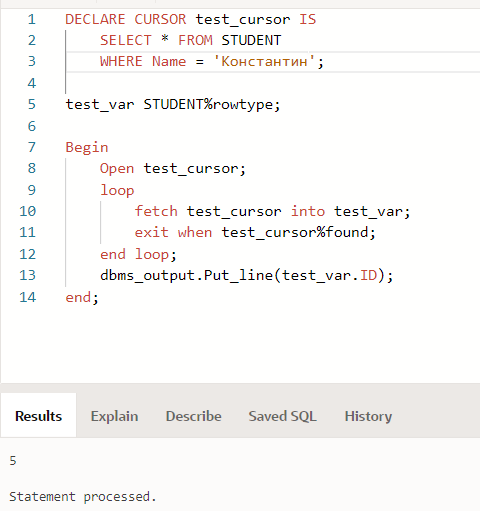 1 DECLARE CURSOR test_cursor IS
2 SELECT * FROM STUDENT
3 WHERE Name = 'Константин';
4
5 test_var STUDENT%rowtype;
6
7 Begin
8 Open test_cursor;
9 loop
10 fetch test_cursor into test_var;
11 exit when test_cursor%found;
12 end loop;
13 dbms_output.Put_line(test_var.ID);
14 end;
Results Explain Describe Saved SQL History
5
Statement processed.